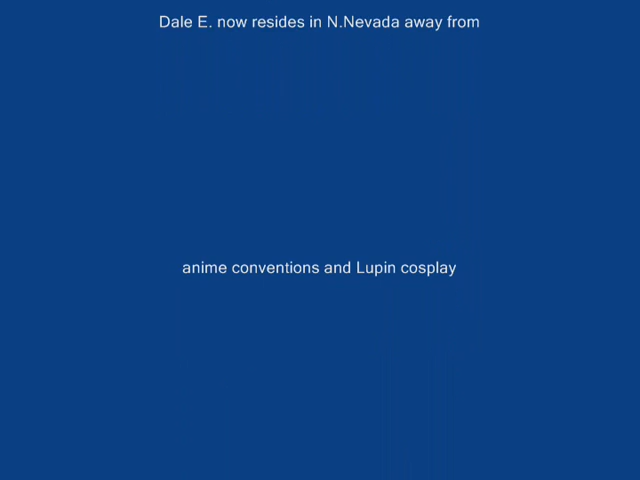 Dale E. now resides in N.Nevada away from
anime conventions and Lupin cosplay